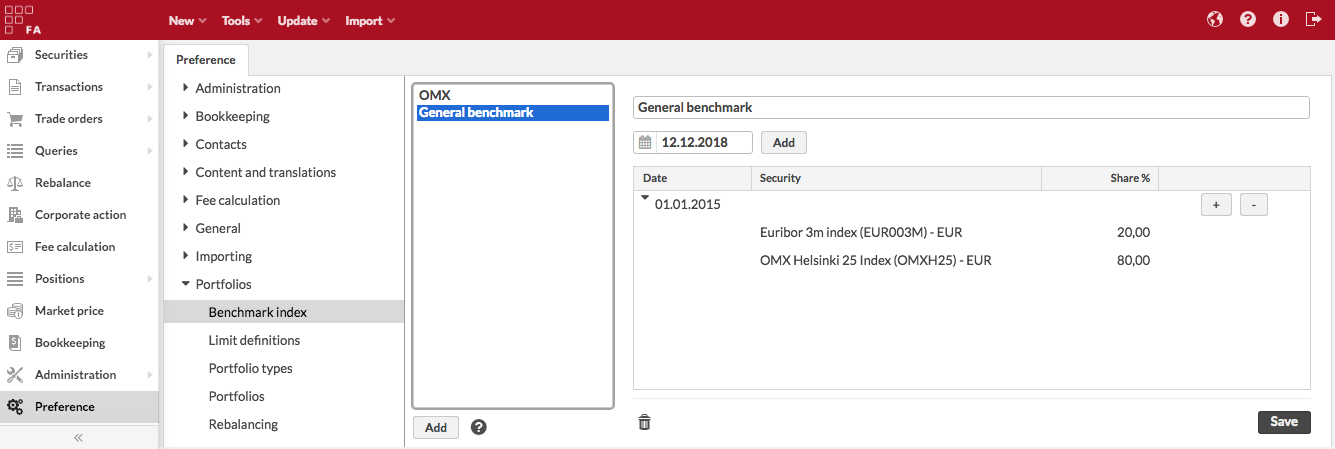 FA
New
Tools
Update
Import
Securities
Transactions
Trade orders
Queries
Rebalance
Corporate action
Fee calculation
Positions
Market price
Bookkeeping
Administration
Preference
Preference
Administration
Bookkeeping
Contacts
Content and translations
Fee calculation
General
Importing
Portfolios
Benchmark index
Limit definitions
Portfolio types
Portfolios
Rebalancing
OMX
General benchmark
Add
?
General benchmark
12.12.2018
Add
Date Security Share %
01.01.2015 + -
Euribor 3m index (EUR003M) - EUR 20,00
OMX Helsinki 25 Index (OMXH25) - EUR 80,00
Save